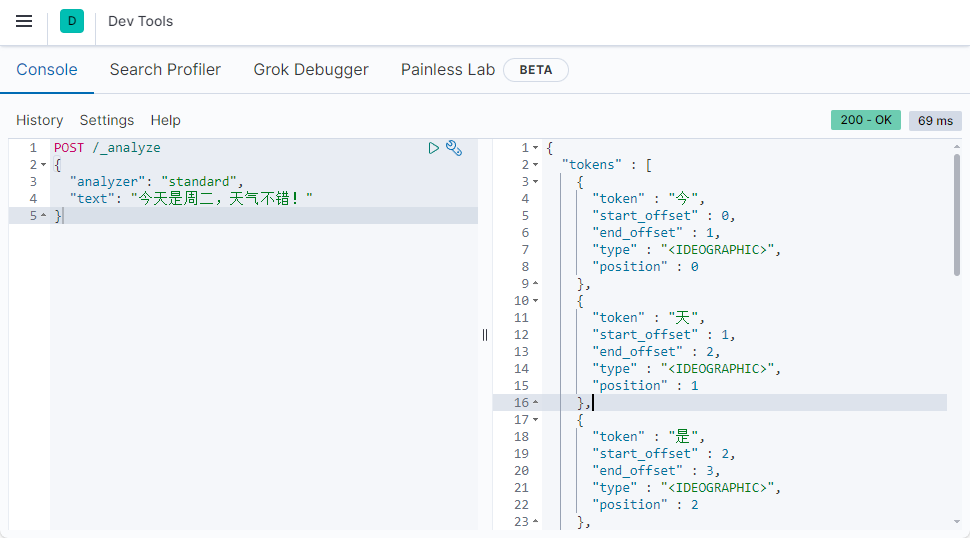 D Dev Tools
Console Search Profiler Grok Debugger Painless Lab BETA
History Settings Help 200 - OK 69 ms
1 POST /_analyze
2 {
3 "analyzer": "standard",
4 "text": "今天是周二，天气不错！"
5 }
1 {
2 "tokens" : [
3 {
4 "token" : "今",
5 "start_offset" : 0,
6 "end_offset" : 1,
7 "type" : "<IDEOGRAPHIC>",
8 "position" : 0
9 },
10 {
11 "token" : "天",
12 "start_offset" : 1,
13 "end_offset" : 2,
14 "type" : "<IDEOGRAPHIC>",
15 "position" : 1
16 },
17 {
18 "token" : "是",
19 "start_offset" : 2,
20 "end_offset" : 3,
21 "type" : "<IDEOGRAPHIC>",
22 "position" : 2
23 },